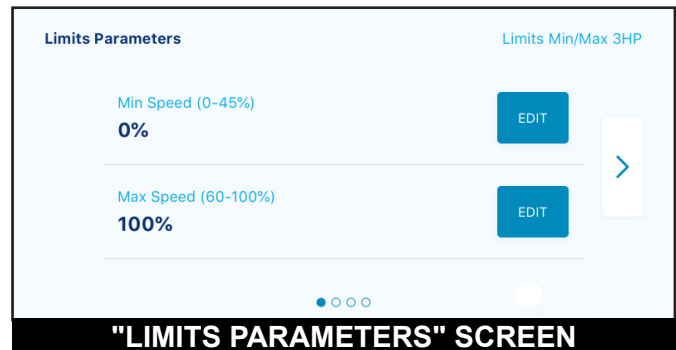 Limits Parameters
Limits Min/Max 3HP
Min Speed (0-45%)
0%
EDIT
Max Speed (60-100%)
100%
EDIT
"LIMITS PARAMETERS" SCREEN